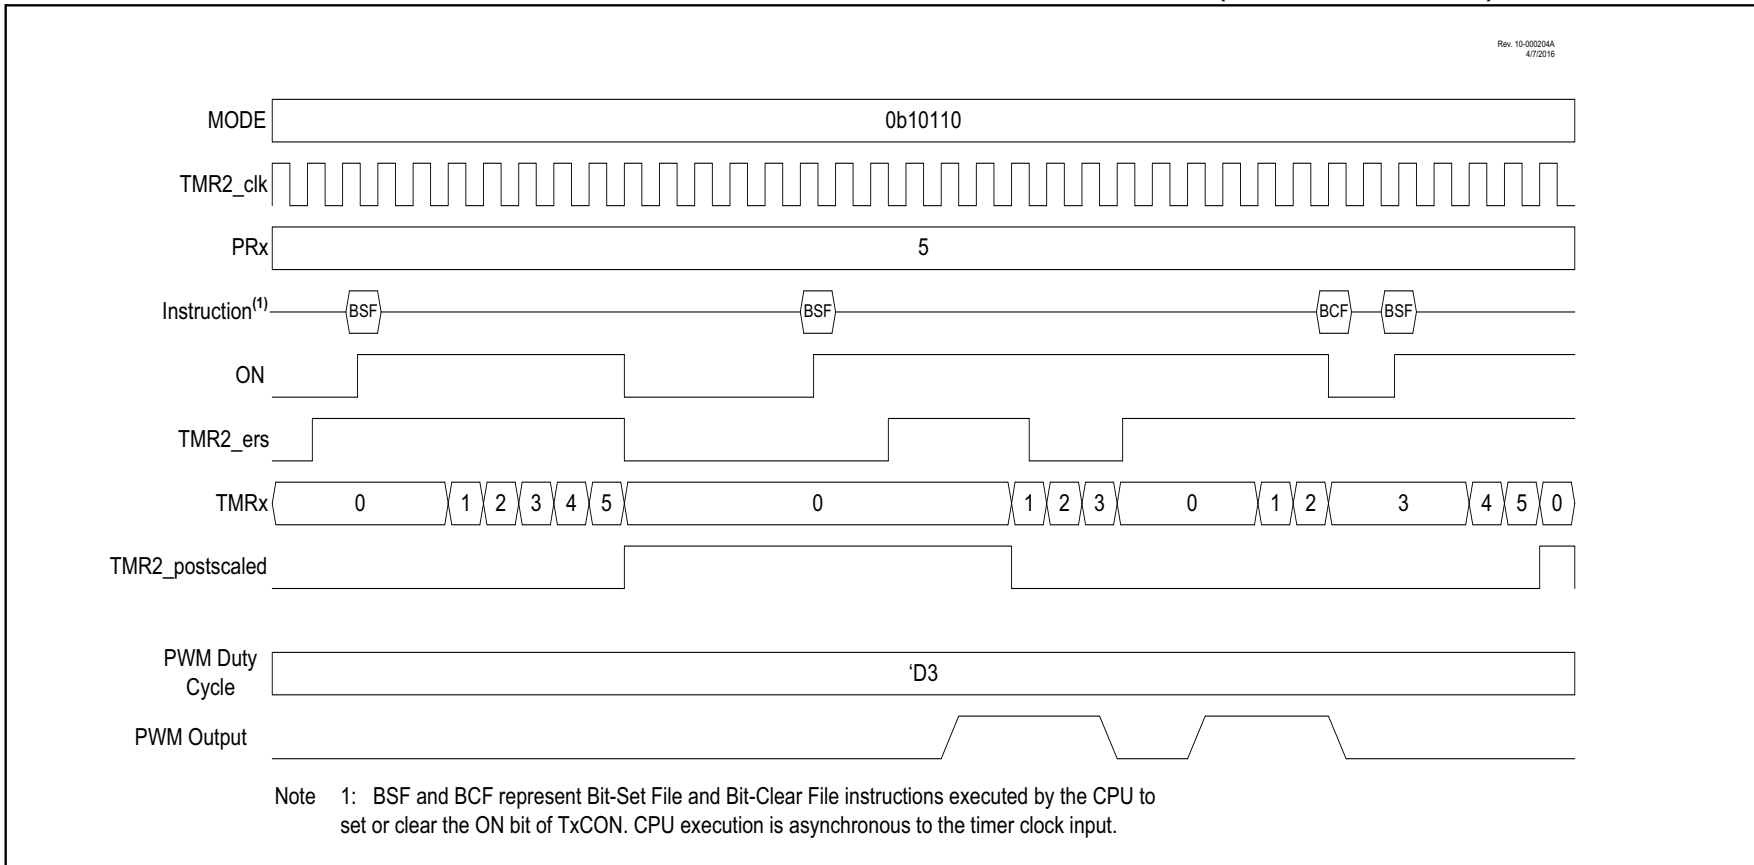 Rev. 10-000204A
4/7/2016
MODE 0b10110
TMR2_clk
PRx 5
Instruction(1) BSF BSF BCF BSF
ON
TMR2_ers
TMRx 0 1 2 3 4 5 0 1 2 3 0 1 2 3 4 5 0
TMR2_postscaled
PWM Duty
Cycle
‘D3
PWM Output
Note 1: BSF and BCF represent Bit-Set File and Bit-Clear File instructions executed by the CPU to
set or clear the ON bit of TxCON. CPU execution is asynchronous to the timer clock input.